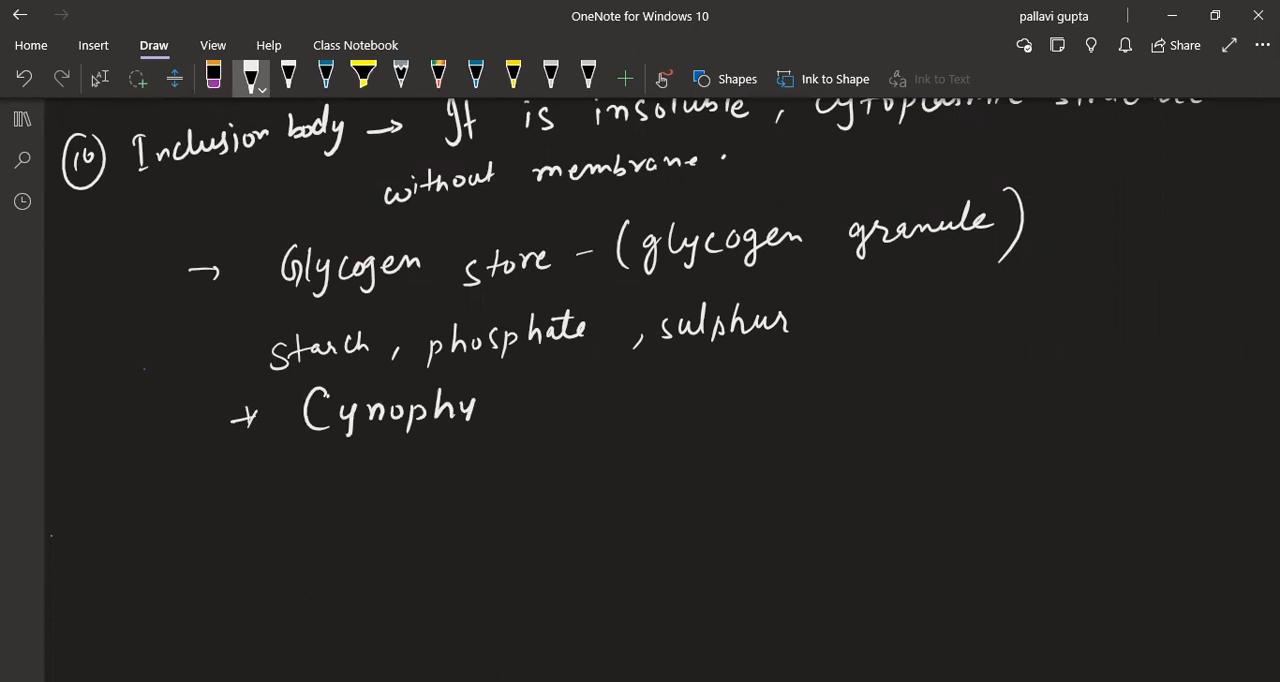 OneNote for Windows 10
pallavi gupta
Home Insert Draw View Help Class Notebook
Share
Shapes Ink to Shape Ink to Text
(10) Inclusion body → It is insoluble, cytoplasmic structure
without membrane.
→ Glycogen store - (glycogen granule)
starch, phosphate, sulphur
→ Cynophy